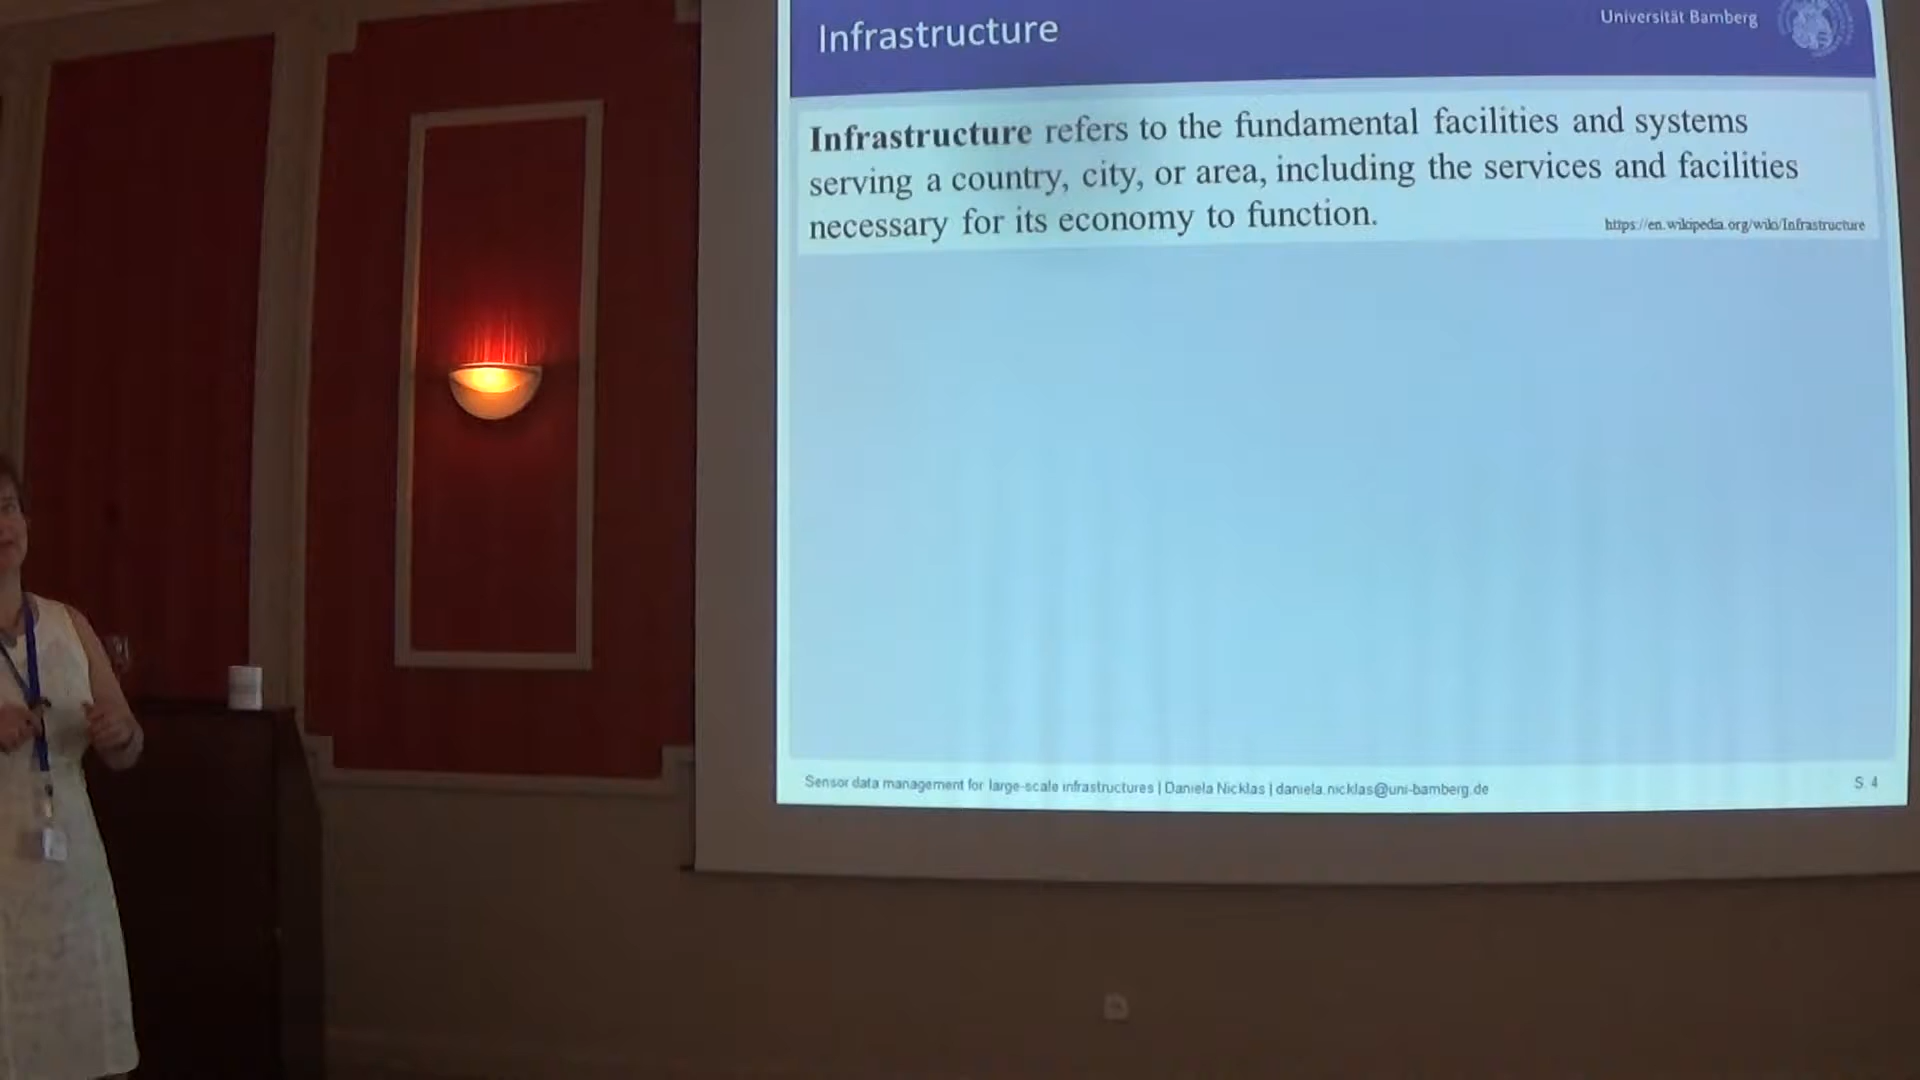 Infrastructure
Universität Bamberg
Infrastructure refers to the fundamental facilities and systems
serving a country, city, or area, including the services and facilities
necessary for its economy to function.
https://en.wikipedia.org/wiki/Infrastructure
Sensor data management for large-scale infrastructures | Daniela Nicklas | daniela.nicklas@uni-bamberg.de
S. 4